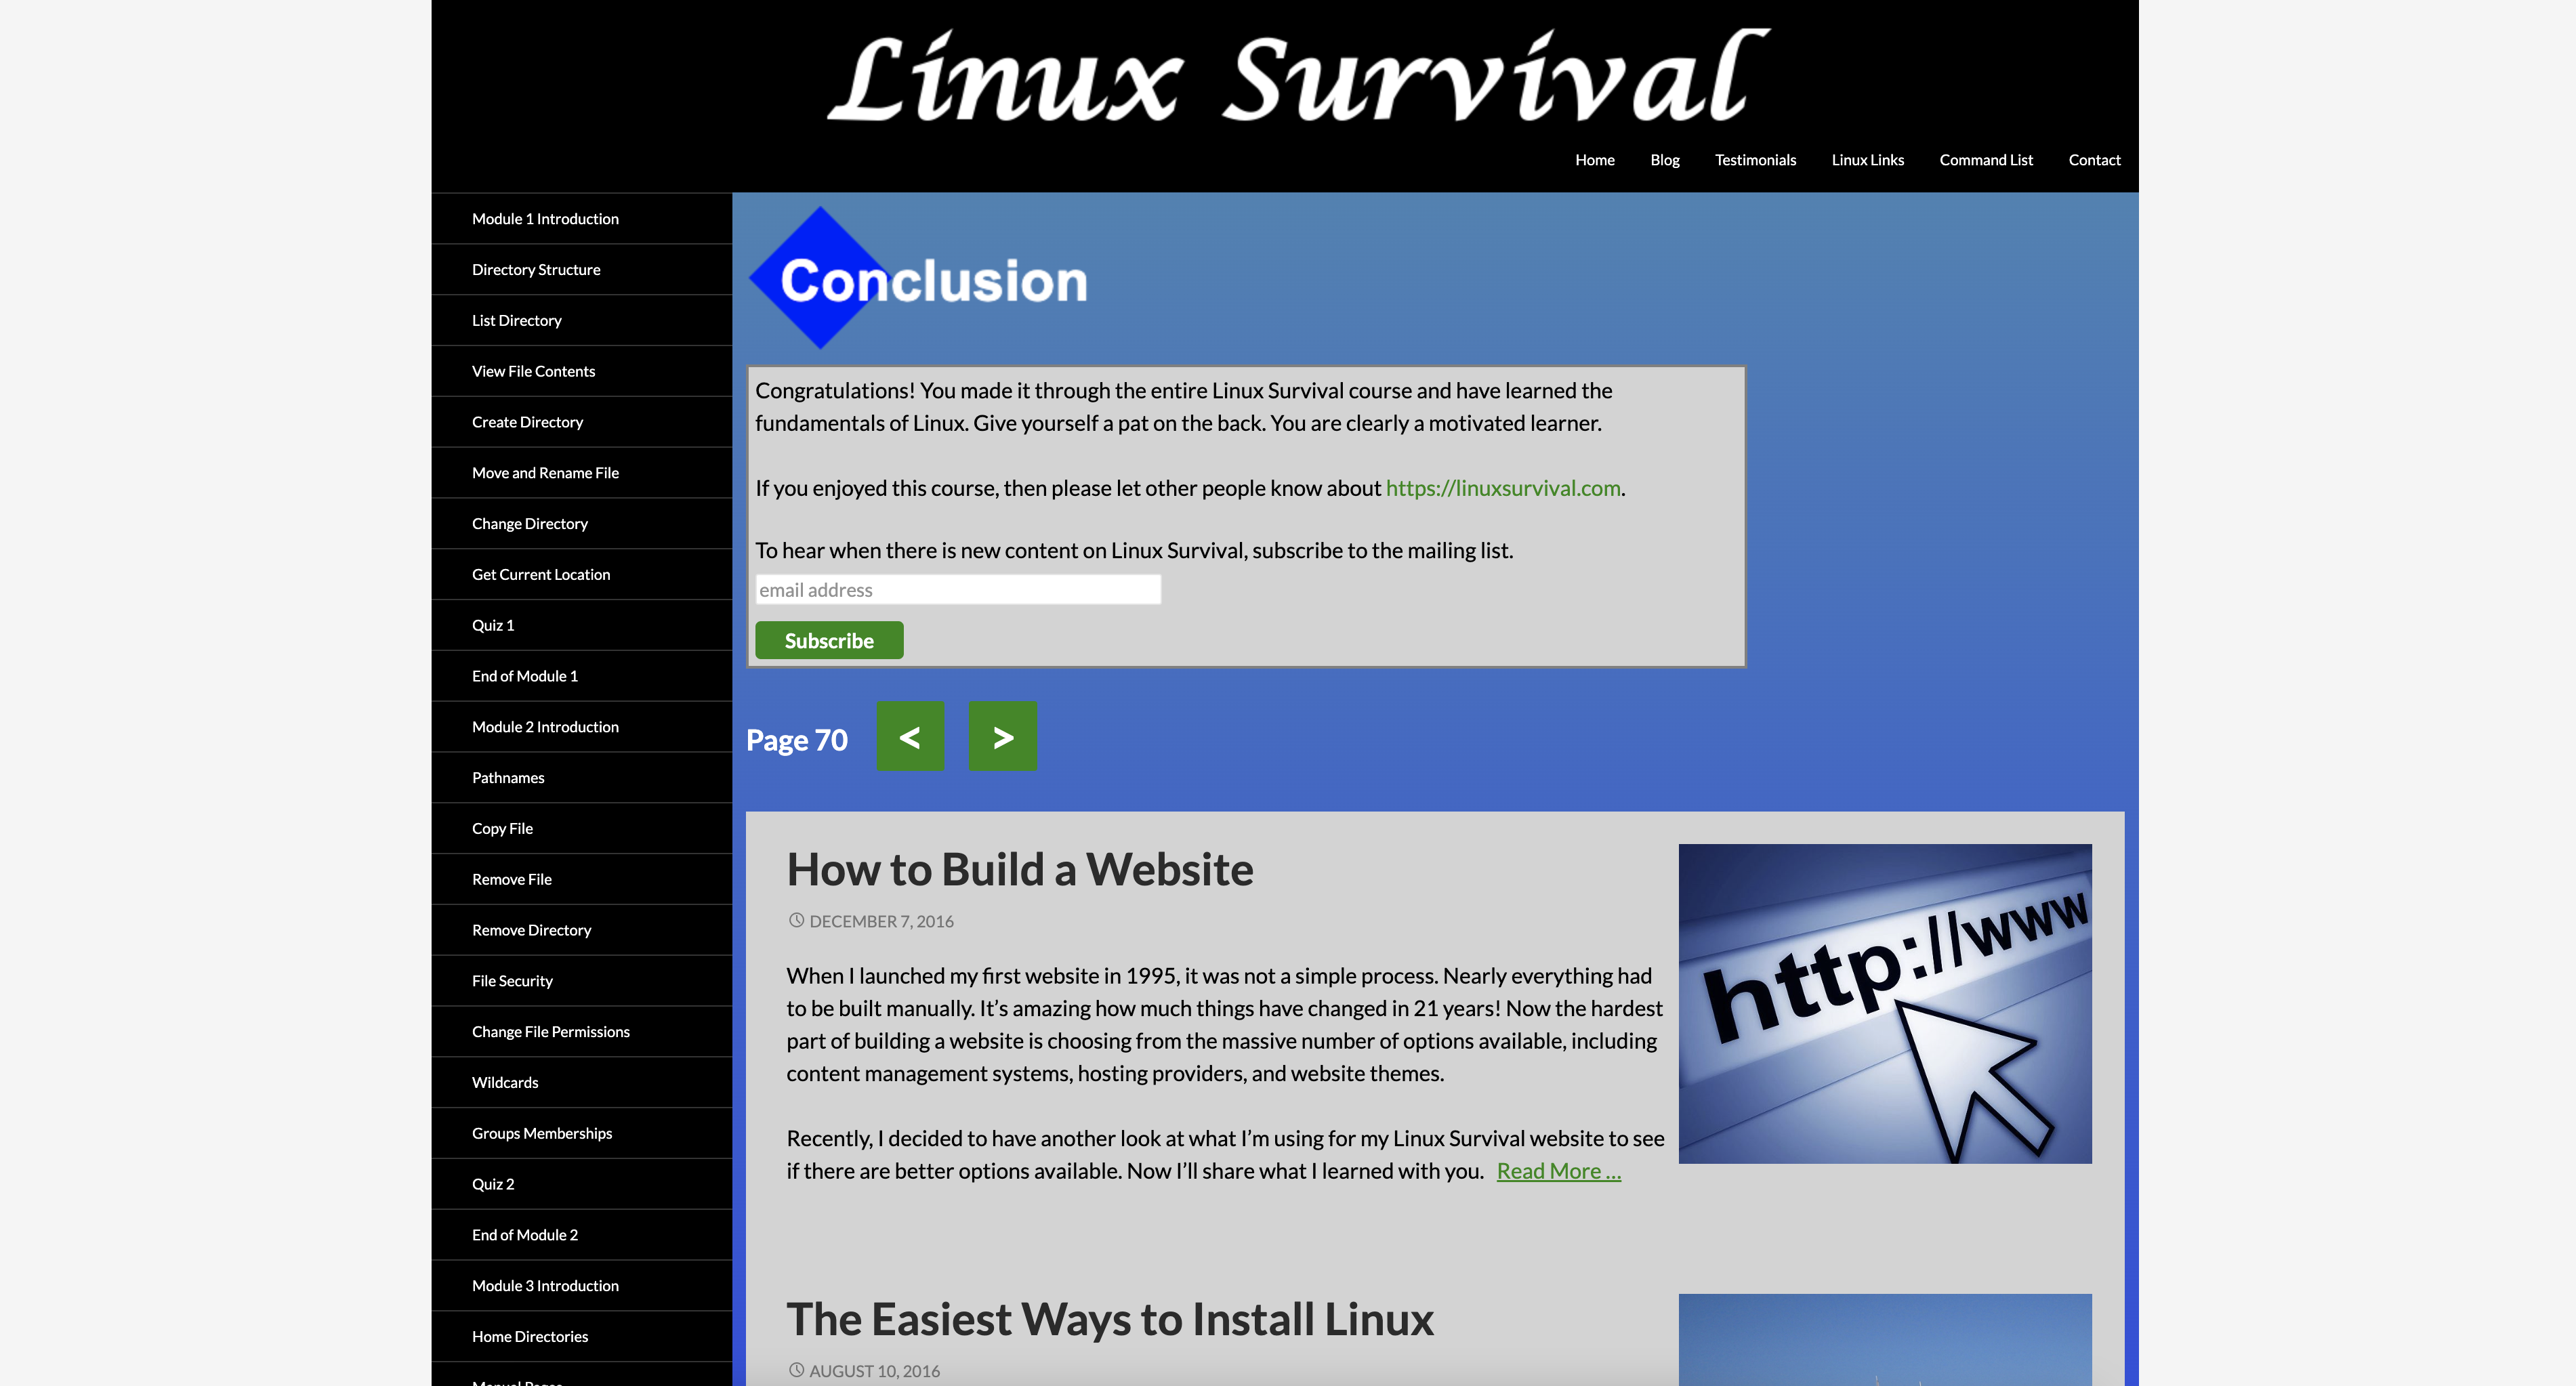 Linux Survival
Home Blog Testimonials Linux Links Command List Contact
Module 1 Introduction
Directory Structure
List Directory
View File Contents
Create Directory
Move and Rename File
Change Directory
Get Current Location
Quiz 1
End of Module 1
Module 2 Introduction
Pathnames
Copy File
Remove File
Remove Directory
File Security
Change File Permissions
Wildcards
Groups Memberships
Quiz 2
End of Module 2
Module 3 Introduction
Home Directories
Manual Pages
Conclusion
Congratulations! You made it through the entire Linux Survival course and have learned the
fundamentals of Linux. Give yourself a pat on the back. You are clearly a motivated learner.
If you enjoyed this course, then please let other people know about https://linuxsurvival.com.
To hear when there is new content on Linux Survival, subscribe to the mailing list.
email address
Subscribe
Page 70 < >
How to Build a Website
DECEMBER 7, 2016
When I launched my first website in 1995, it was not a simple process. Nearly everything had
to be built manually. It’s amazing how much things have changed in 21 years! Now the hardest
part of building a website is choosing from the massive number of options available, including
content management systems, hosting providers, and website themes.
Recently, I decided to have another look at what I’m using for my Linux Survival website to see
if there are better options available. Now I’ll share what I learned with you. Read More ...
http://www
The Easiest Ways to Install Linux
AUGUST 10, 2016